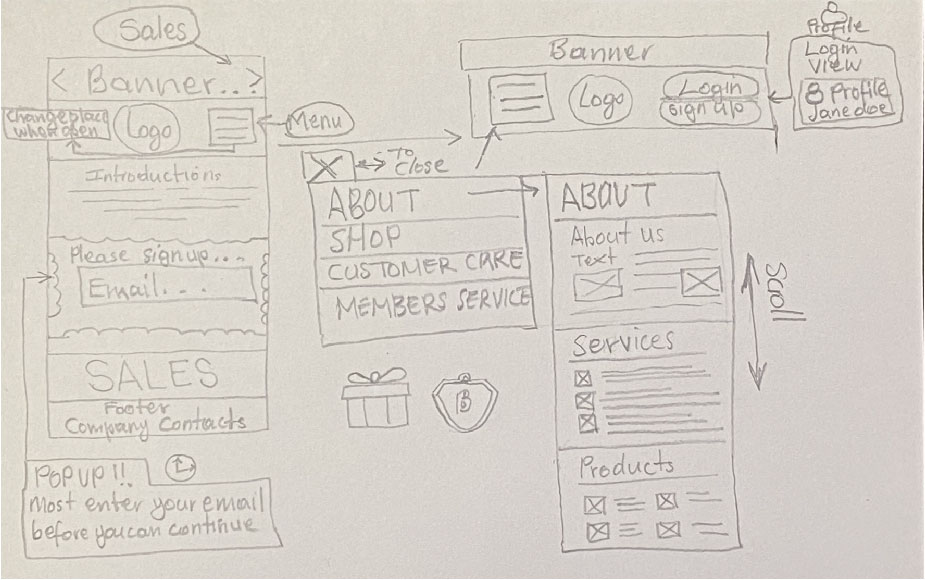 Sales
< Banner..?
Change place
when open
Logo
Menu
Introductions
Please signup...
Email...
SALES
Footer
Company Contacts
POPUP!!
Most enter your email
before you can continue
To
Close
X
ABOUT
SHOP
CUSTOMER CARE
MEMBERS SERVICE
B
Banner
Logo
Login
Sign up
Profile
Login
VIEW
Profile
Jane doe
ABOUT
About us
Text
Services
Products
Scroll